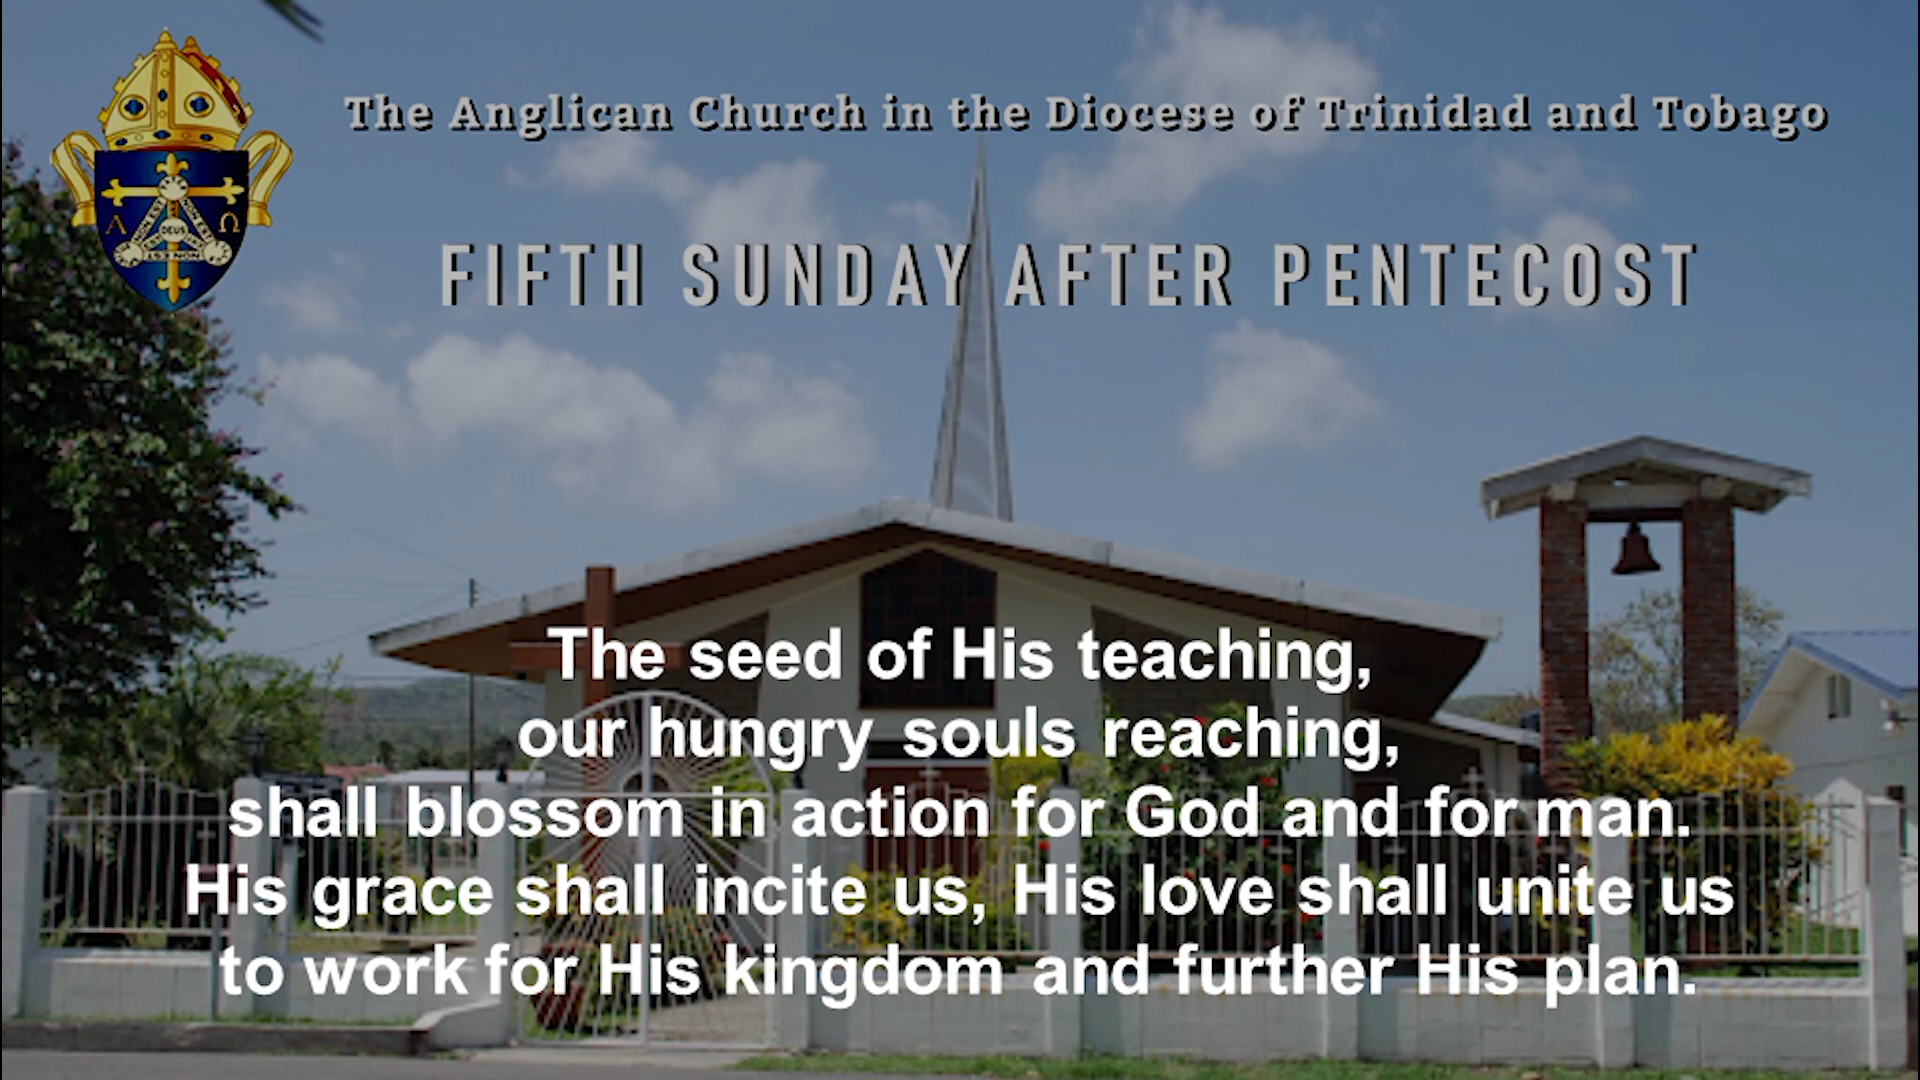 The Anglican Church in the Diocese of Trinidad and Tobago
FIFTH SUNDAY AFTER PENTECOST
Α Ω
DEUS
The seed of His teaching,
our hungry souls reaching,
shall blossom in action for God and for man.
His grace shall incite us, His love shall unite us
to work for His kingdom and further His plan.